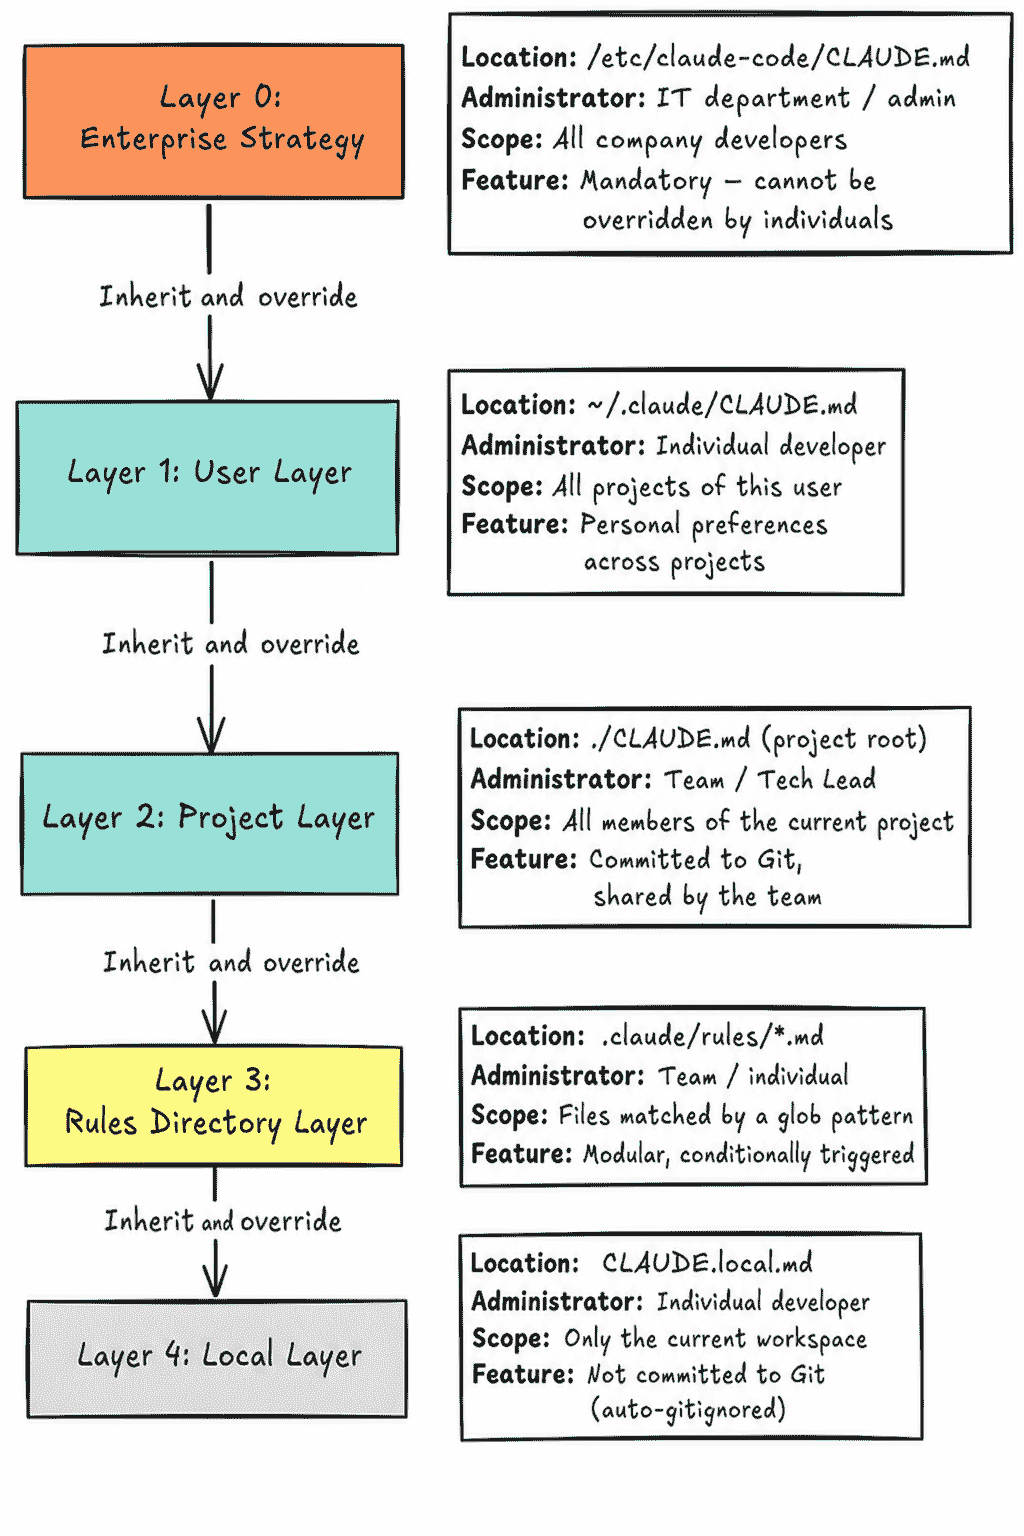 Layer 0:
Enterprise Strategy
Location: /etc/claude-code/CLAUDE.md
Administrator: IT department / admin
Scope: All company developers
Feature: Mandatory – cannot be
overridden by individuals
Inherit and override
Layer 1: User Layer
Location: ~/.claude/CLAUDE.md
Administrator: Individual developer
Scope: All projects of this user
Feature: Personal preferences
across projects
Inherit and override
Layer 2: Project Layer
Location: ./CLAUDE.md (project root)
Administrator: Team / Tech Lead
Scope: All members of the current project
Feature: Committed to Git,
shared by the team
Inherit and override
Layer 3:
Rules Directory Layer
Location: .claude/rules/*.md
Administrator: Team / individual
Scope: Files matched by a glob pattern
Feature: Modular, conditionally triggered
Inherit and override
Layer 4: Local Layer
Location: CLAUDE.local.md
Administrator: Individual developer
Scope: Only the current workspace
Feature: Not committed to Git
(auto-gitignored)